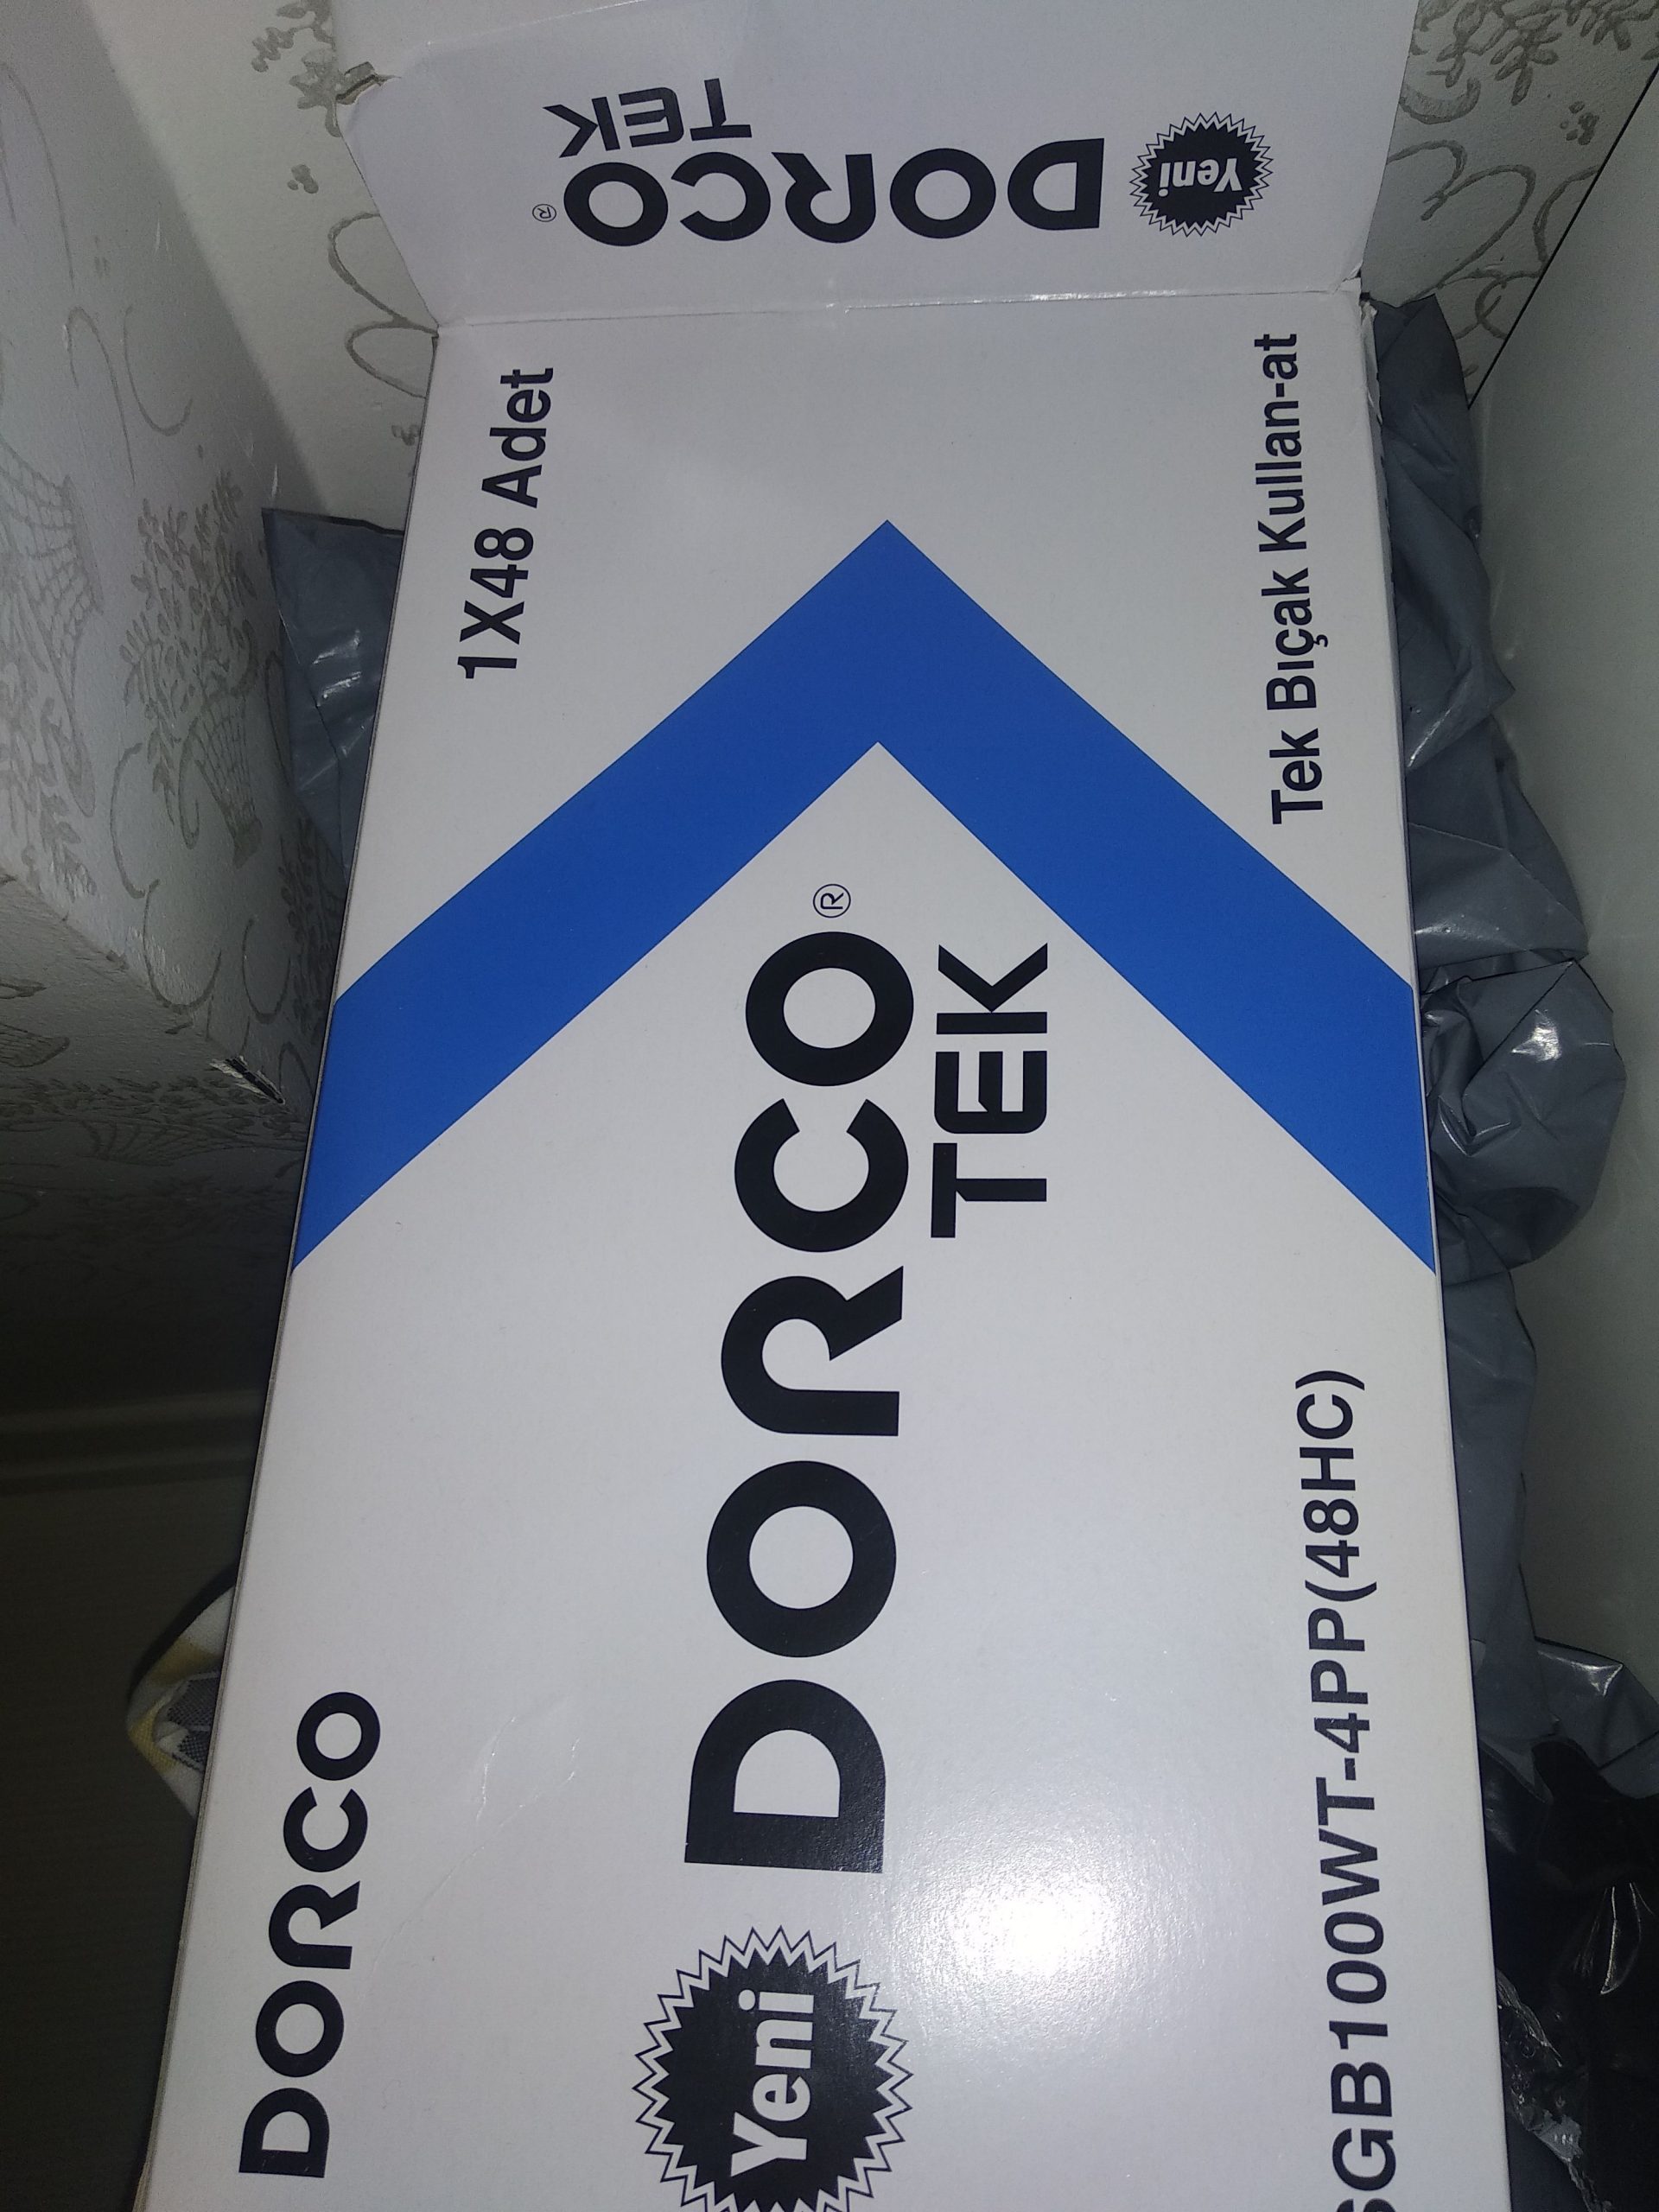 DORCO
1X48 Adet
Yeni
DORCO®
TEK
GB100WT-4PP(48HC)
Tek Bıçak Kullan-at
Yeni
DORCO®
TEK